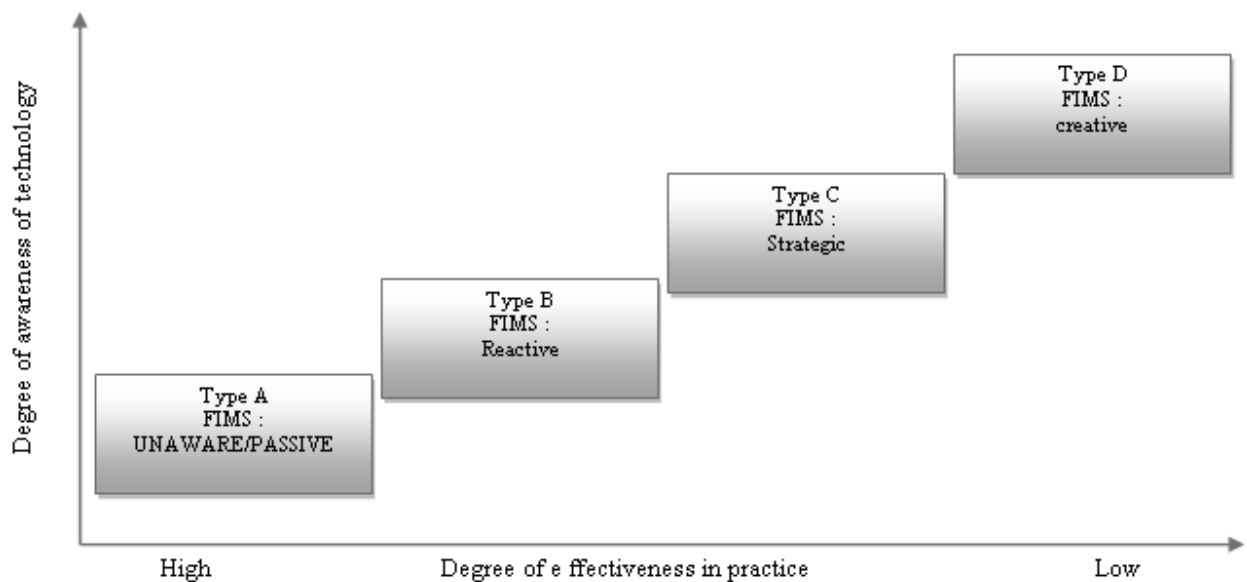 Degree of awareness of technology
Type D
FIMS :
creative
Type C
FIMS :
Strategic
Type B
FIMS :
Reactive
Type A
FIMS :
UNAWARE/PASSIVE
High
Degree of e ffectiveness in practice
Low